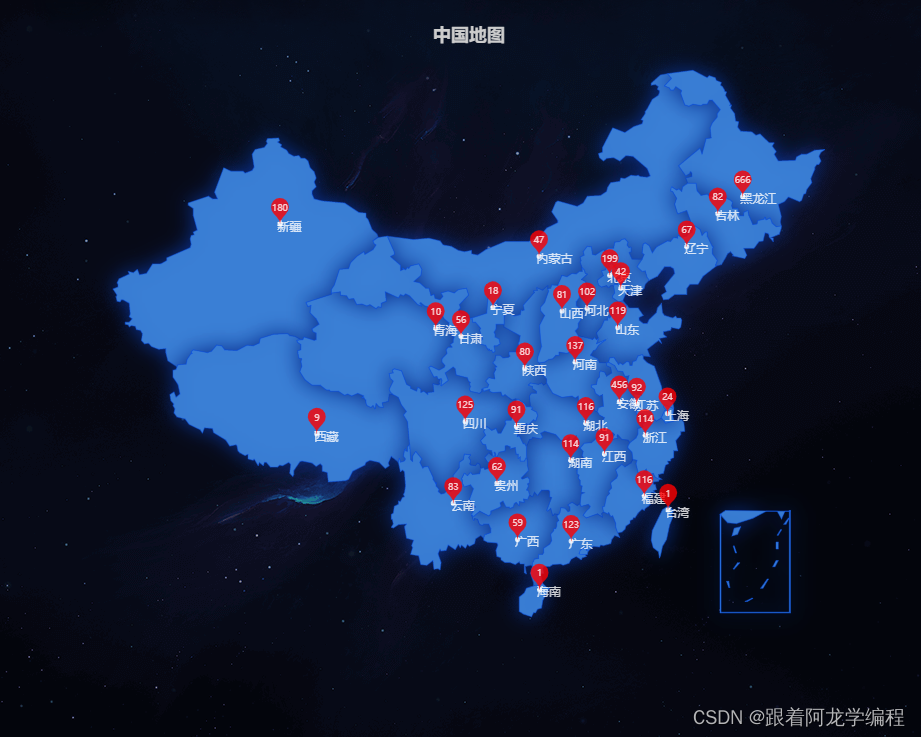 中国地图
666
黑龙江
82
吉林
180
新疆
67
辽宁
47
内蒙古
199
北京
42
天津
18
宁夏
81
山西
102
河北
10
青海
56
甘肃
119
山东
137
河南
80
陕西
456
安徽
92
江苏
24
上海
125
四川
91
重庆
116
湖北
114
浙江
9
西藏
114
湖南
91
江西
62
贵州
83
云南
116
福建
1
台湾
59
广西
123
广东
1
海南
CSDN @跟着阿龙学编程